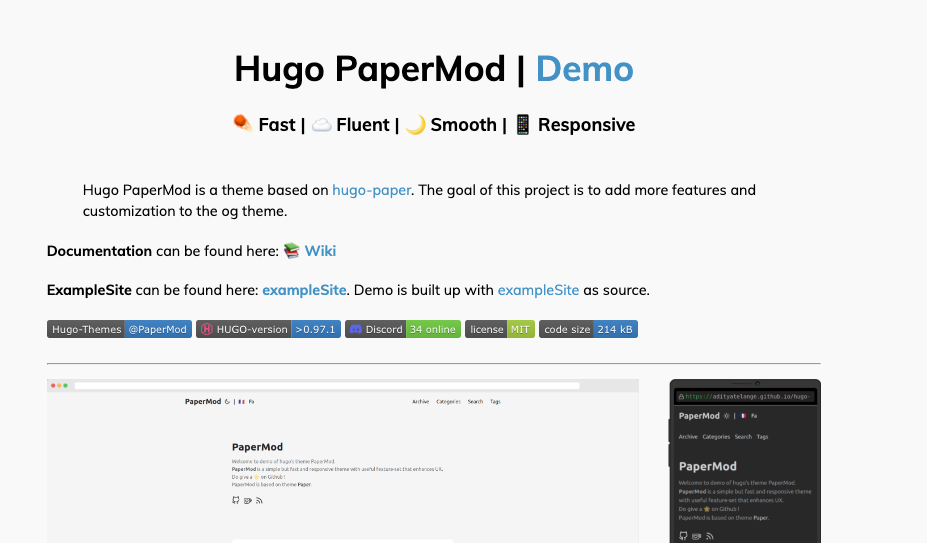 Hugo PaperMod | Demo
Fast | ☁️ Fluent | 🌙 Smooth | 📱 Responsive
Hugo PaperMod is a theme based on hugo-paper. The goal of this project is to add more features and
customization to the og theme.
Documentation can be found here: 📚 Wiki
ExampleSite can be found here: exampleSite. Demo is built up with exampleSite as source.
Hugo-Themes @PaperMod HUGO-version >0.97.1 Discord 34 online license MIT code size 214 kB
PaperMod | Fa
Archive Categories Search Tags
PaperMod
Welcome to demo of hugo's theme PaperMod.
PaperMod is a simple but fast and responsive theme with useful feature-set that enhances UX.
Do give a ⭐ on Github !
PaperMod is based on theme Paper.
https://adityatelange.github.io/hugo-
PaperMod | Fa
Archive Categories Search Tags
PaperMod
Welcome to demo of hugo's theme PaperMod.
PaperMod is a simple but fast and responsive theme
with useful feature-set that enhances UX.
Do give a ⭐ on Github !
PaperMod is based on theme Paper.